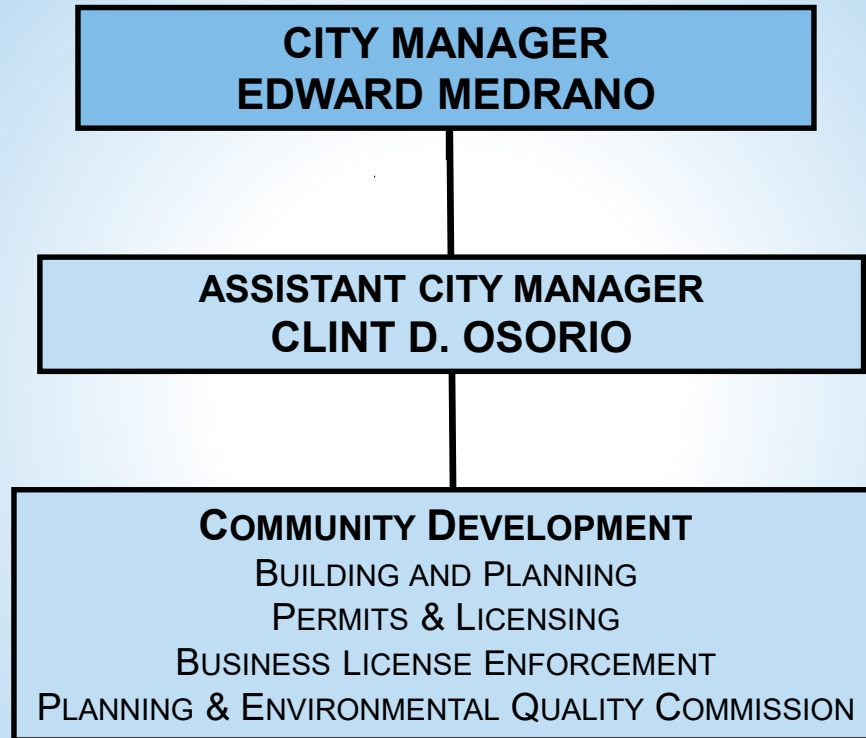 CITY MANAGER
EDWARD MEDRANO
ASSISTANT CITY MANAGER
CLINT D. OSORIO
COMMUNITY DEVELOPMENT
BUILDING AND PLANNING
PERMITS & LICENSING
BUSINESS LICENSE ENFORCEMENT
PLANNING & ENVIRONMENTAL QUALITY COMMISSION